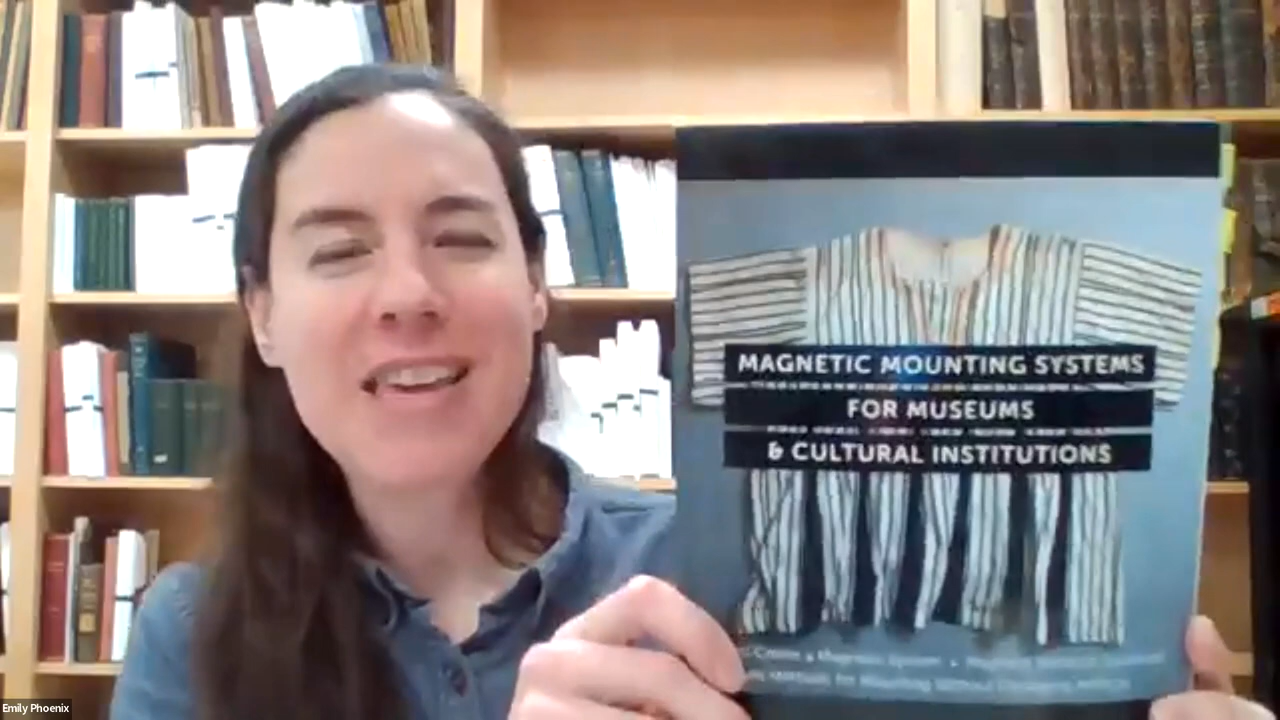 MAGNETIC MOUNTING SYSTEMS
FOR MUSEUMS
& CULTURAL INSTITUTIONS
Emily Phoenix